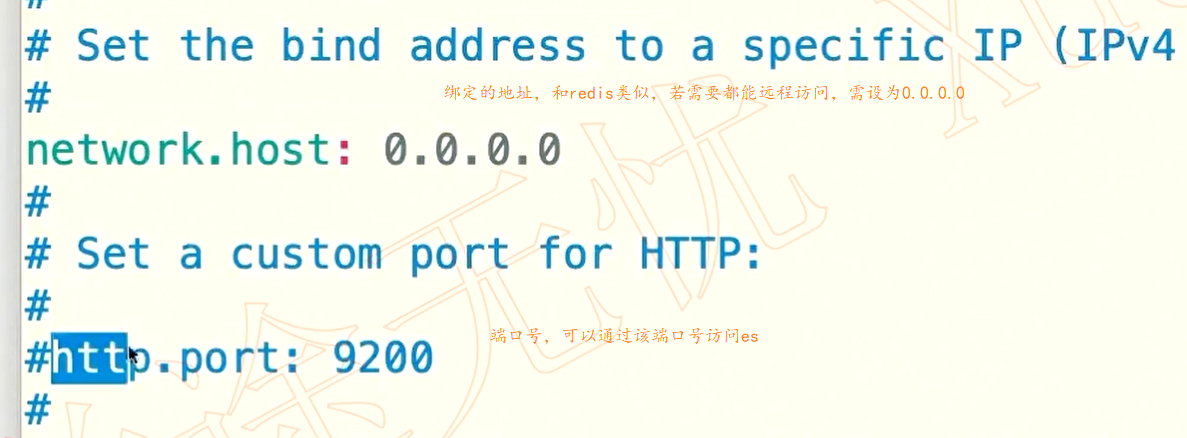 #
# Set the bind address to a specific IP (IPv4
#
绑定的地址，和redis类似，若需要都能远程访问，需设为0.0.0.0
network.host: 0.0.0.0
#
# Set a custom port for HTTP:
#
端口号，可以通过该端口号访问es
#http.port: 9200
#